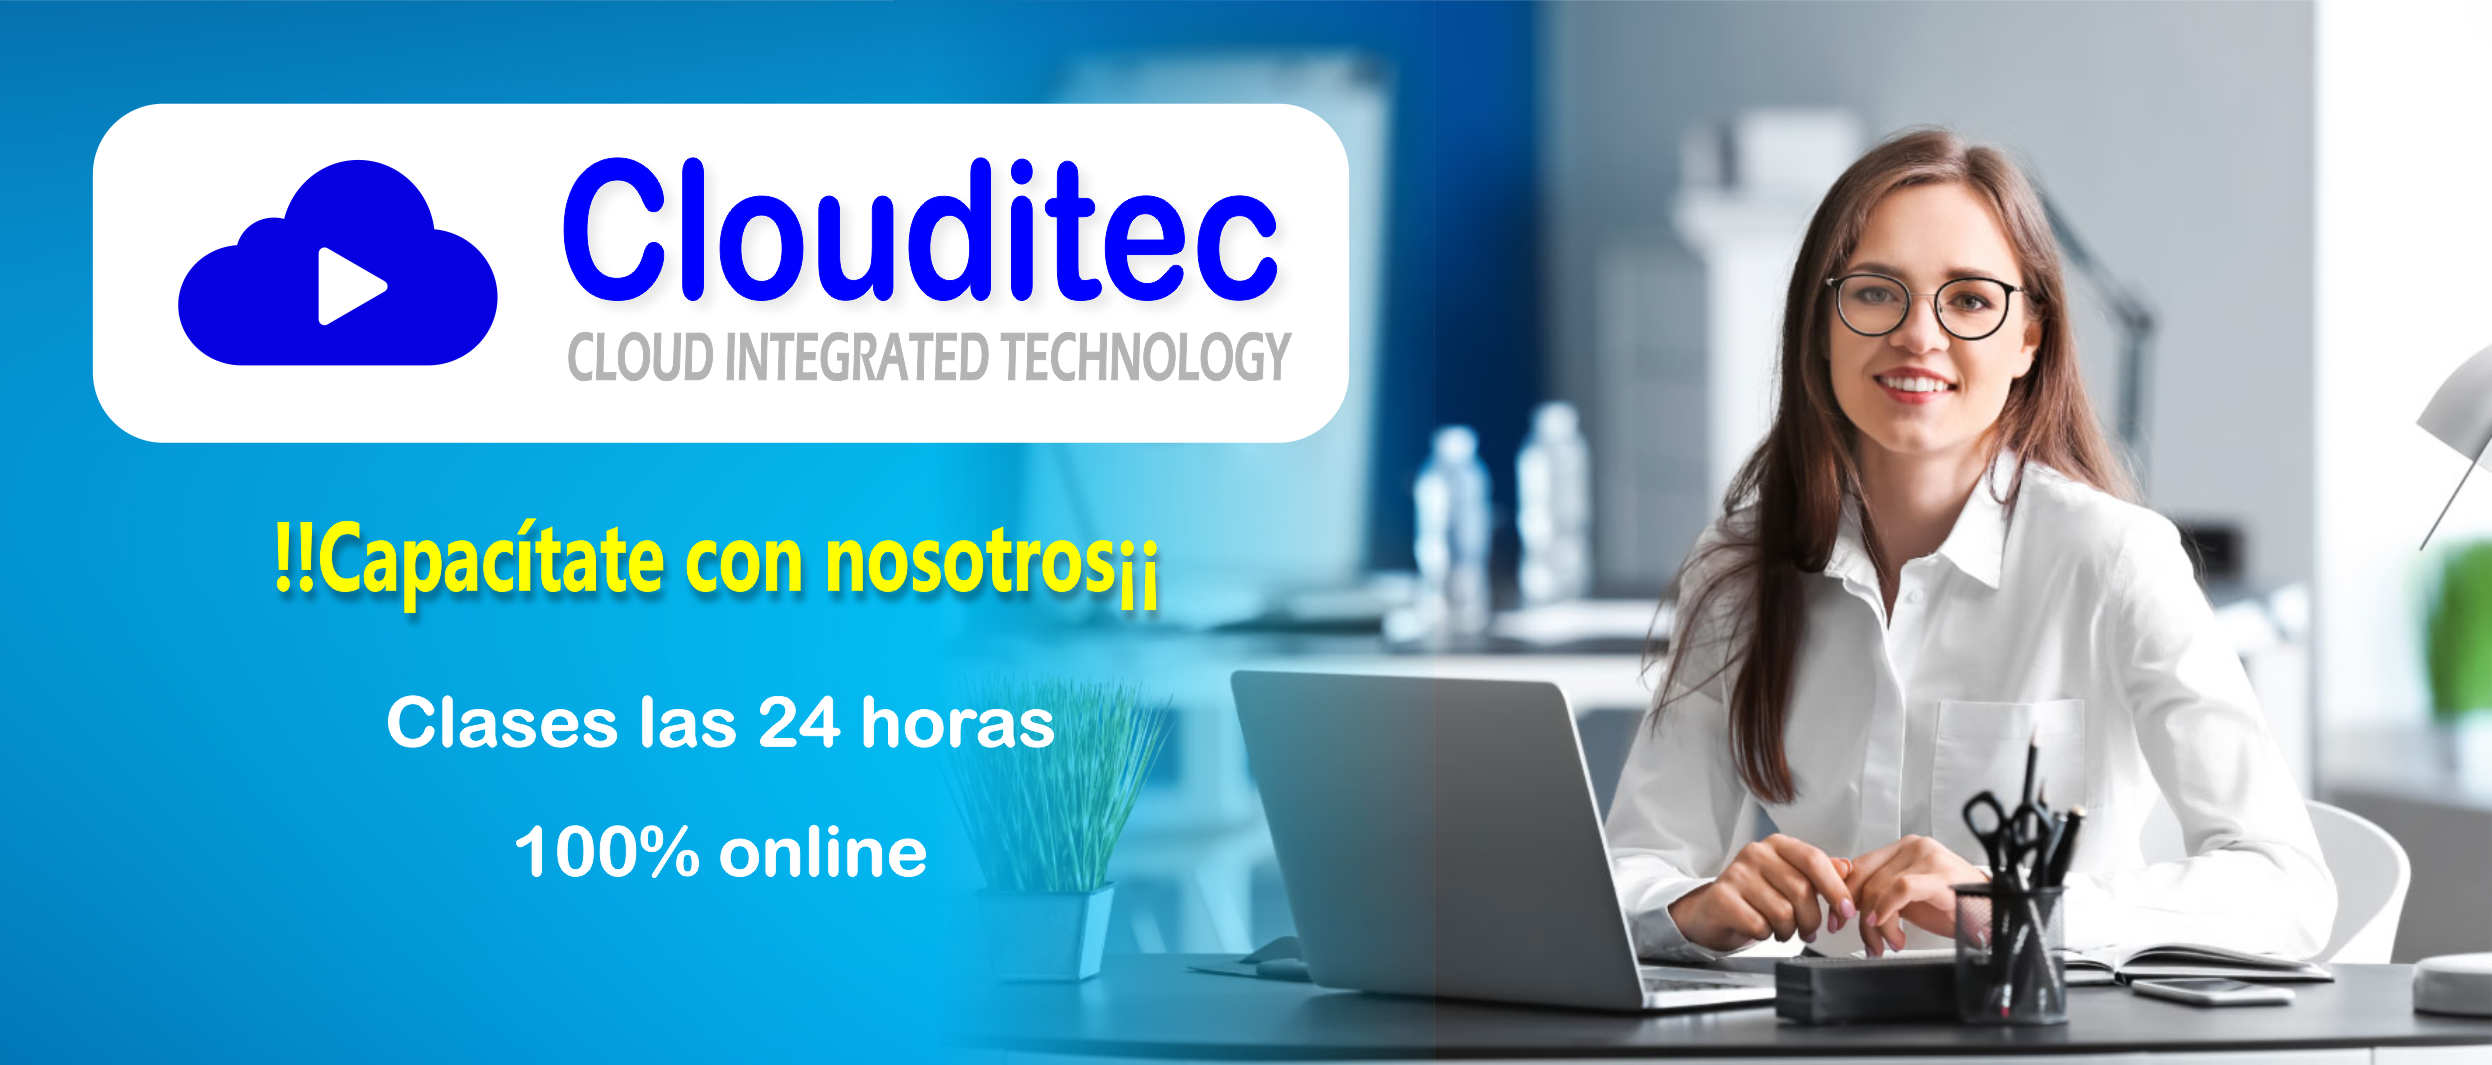 Clouditec
CLOUD INTEGRATED TECHNOLOGY
!!Capacítate con nosotros¡¡
Clases las 24 horas
100% online